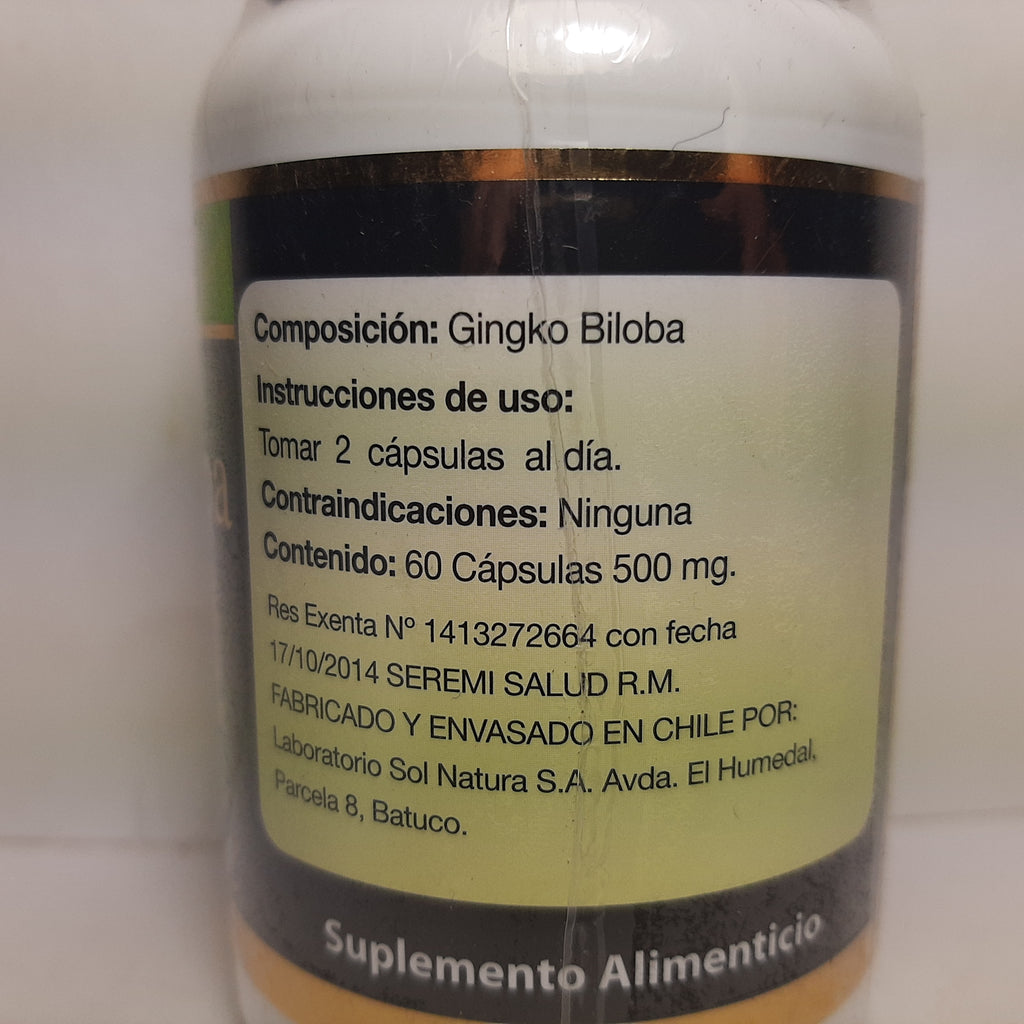 Composición: Gingko Biloba
Instrucciones de uso:
Tomar 2 cápsulas al día.
Contraindicaciones: Ninguna
Contenido: 60 Cápsulas 500 mg.
Res Exenta Nº 1413272664 con fecha
17/10/2014 SEREMI SALUD R.M.
FABRICADO Y ENVASADO EN CHILE POR:
Laboratorio Sol Natura S.A. Avda. El Humedal,
Parcela 8, Batuco.
Suplemento Alimenticio